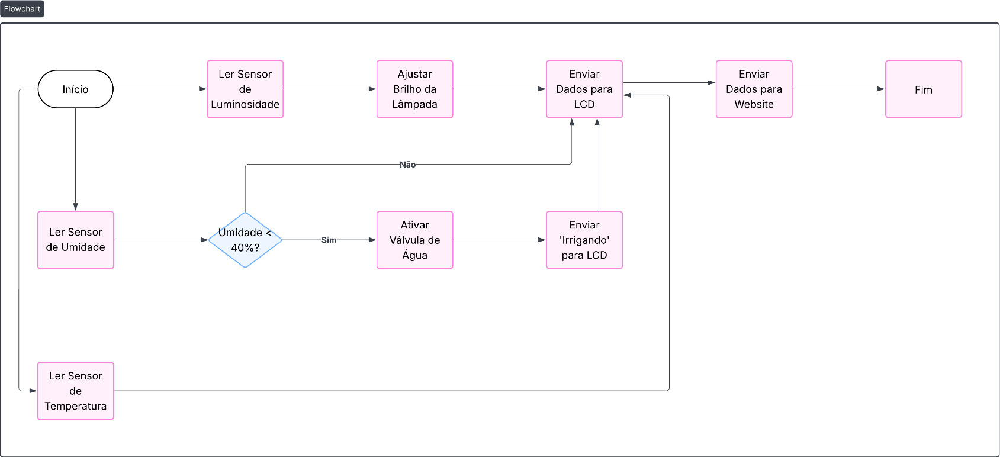 Flowchart
Início
Ler Sensor
de
Luminosidade
Ajustar
Brilho da
Lâmpada
Enviar
Dados para
LCD
Enviar
Dados para
Website
Fim
Não
Ler Sensor
de Umidade
Umidade <
40%?
Sim
Ativar
Válvula de
Água
Enviar
'Irrigando'
para LCD
Ler Sensor
de
Temperatura